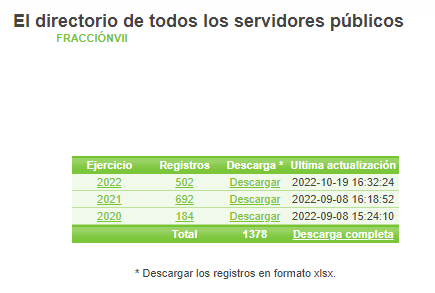 El directorio de todos los servidores públicos
FRACCIÓNVII
Ejercicio Registros Descarga * Ultima actualización
2022 502 Descargar 2022-10-19 16:32:24
2021 692 Descargar 2022-09-08 16:18:52
2020 184 Descargar 2022-09-08 15:24:10
Total 1378 Descarga completa
* Descargar los registros en formato xlsx.